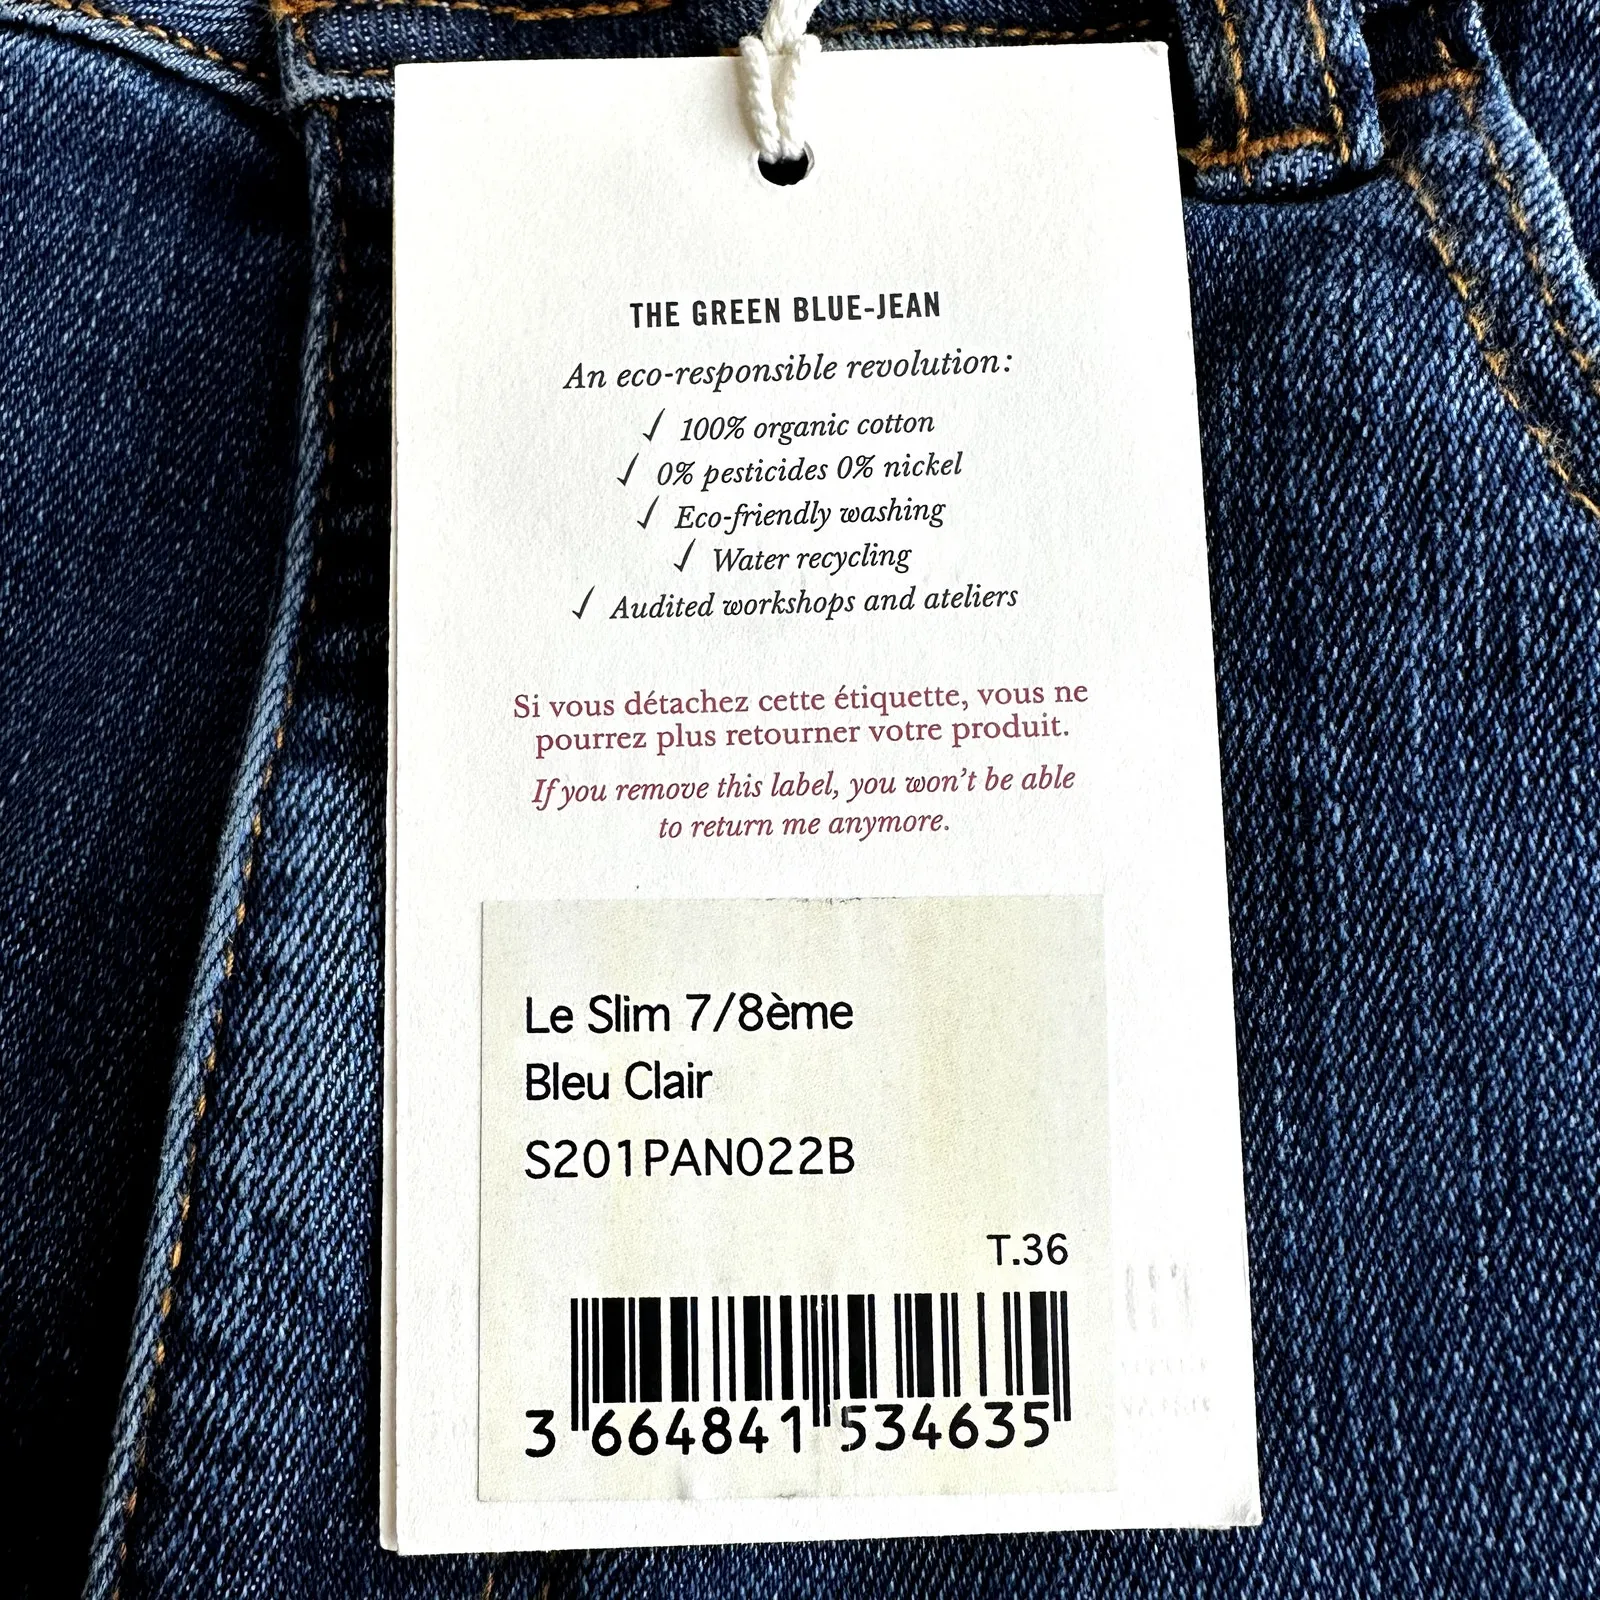 THE GREEN BLUE-JEAN
An eco-responsible revolution:
✓ 100% organic cotton
✓ 0% pesticides 0% nickel
✓ Eco-friendly washing
✓ Water recycling
✓ Audited workshops and ateliers
Si vous détachez cette étiquette, vous ne
pourrez plus retourner votre produit.
If you remove this label, you won't be able
to return me anymore.
Le Slim 7/8ème
Bleu Clair
S201PAN022B
T.36
3 664841 534635